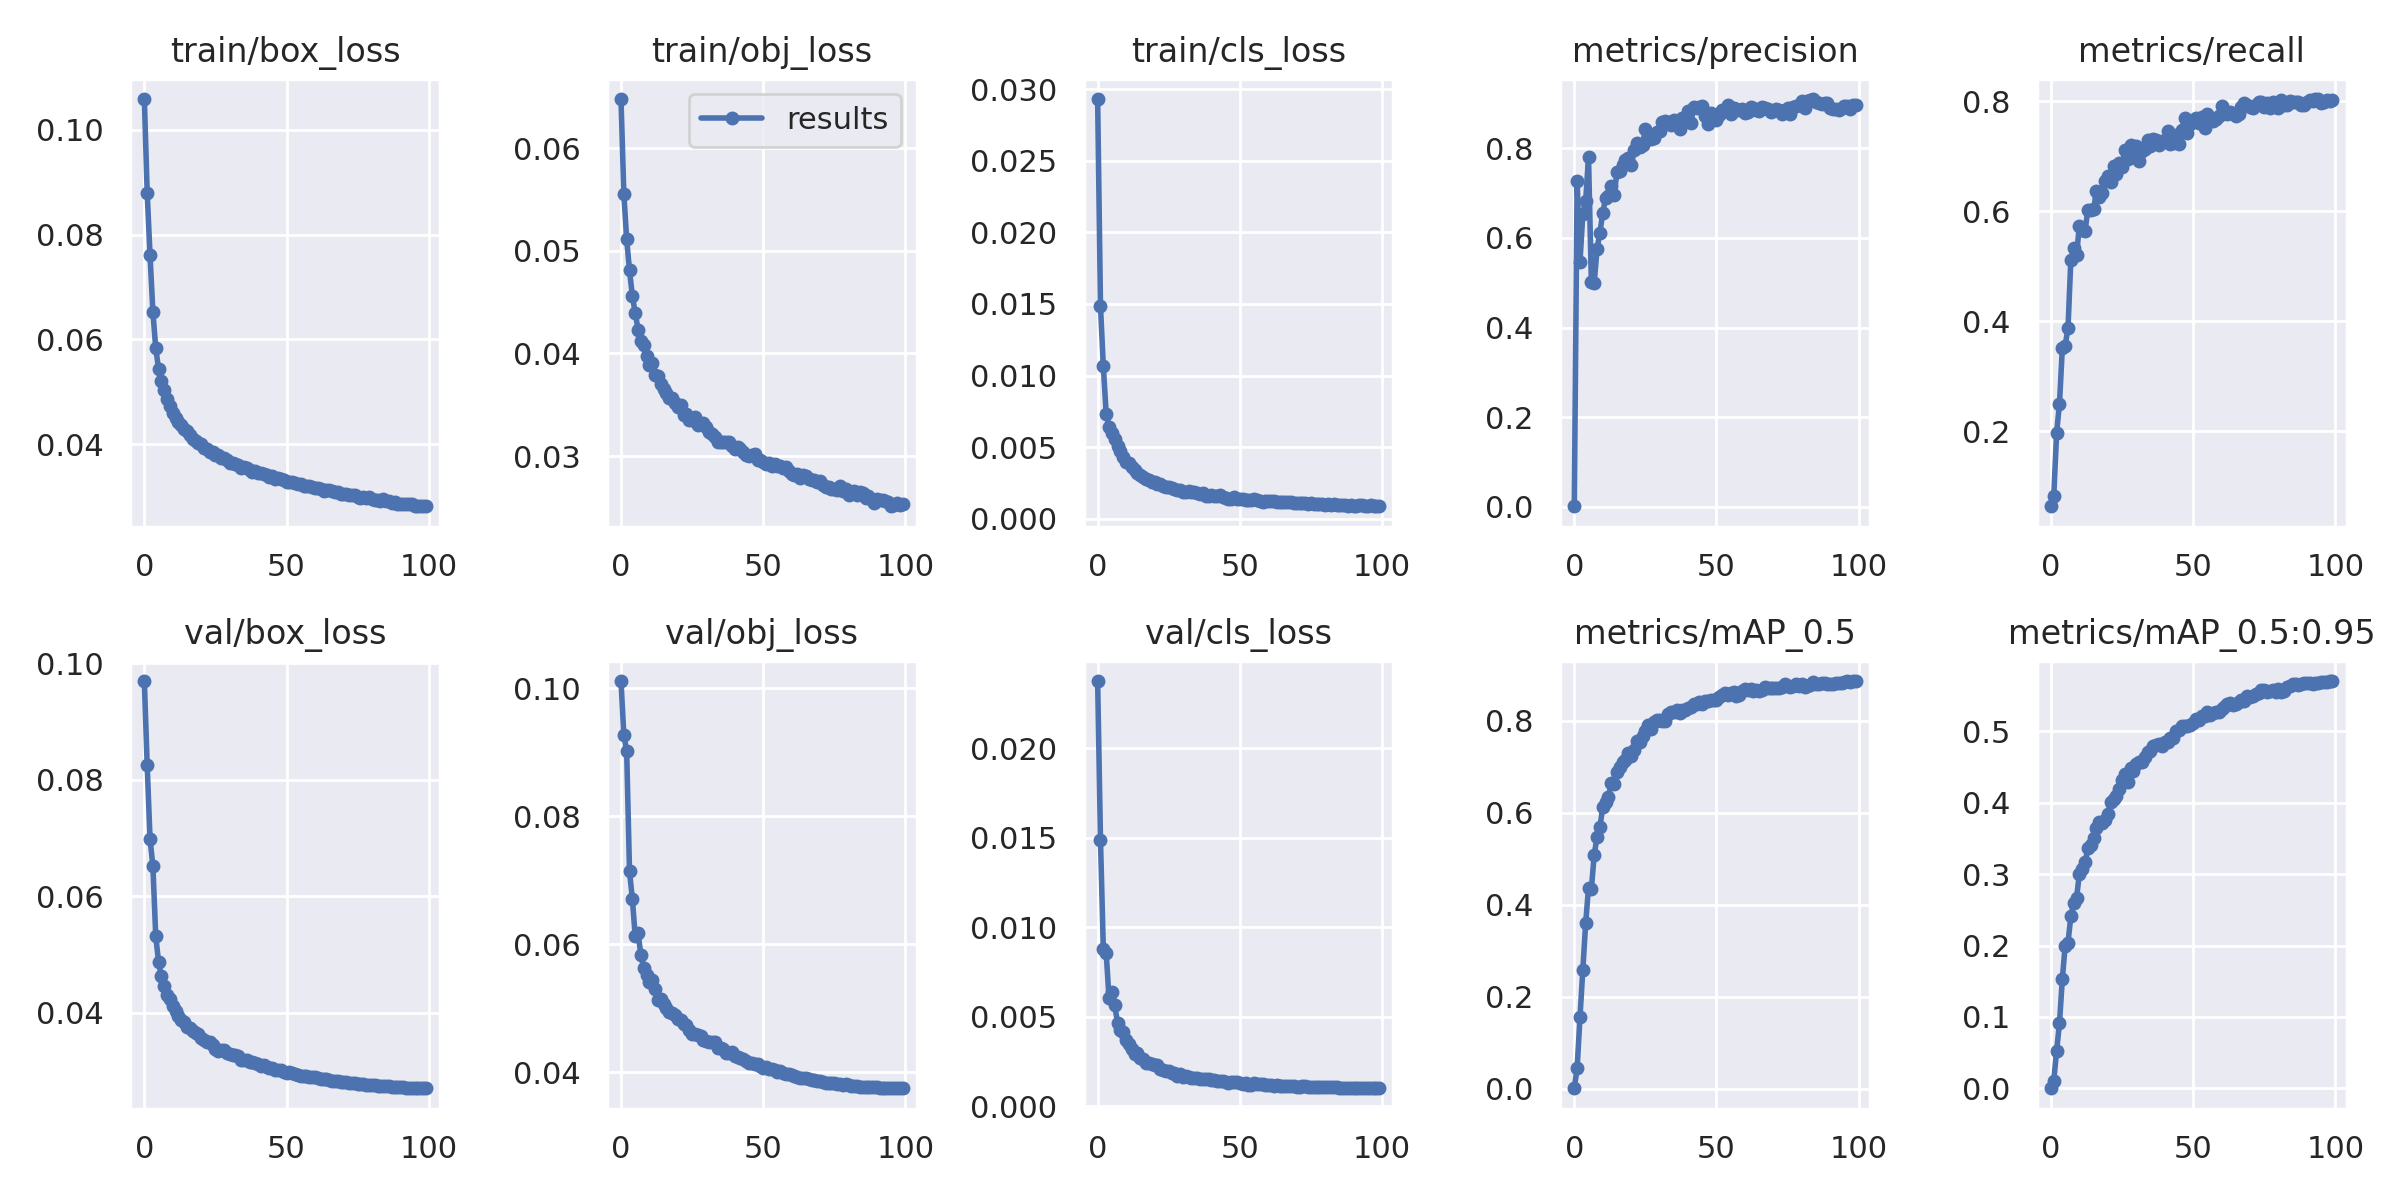 train/box_loss
0.10
0.08
0.06
0.04
0 50 100
train/obj_loss
results
0.06
0.05
0.04
0.03
0 50 100
train/cls_loss
0.030
0.025
0.020
0.015
0.010
0.005
0.000
0 50 100
metrics/precision
0.8
0.6
0.4
0.2
0.0
0 50 100
metrics/recall
0.8
0.6
0.4
0.2
0 50 100
val/box_loss
0.10
0.08
0.06
0.04
0 50 100
val/obj_loss
0.10
0.08
0.06
0.04
0 50 100
val/cls_loss
0.020
0.015
0.010
0.005
0.000
0 50 100
metrics/mAP_0.5
0.8
0.6
0.4
0.2
0.0
0 50 100
metrics/mAP_0.5:0.95
0.5
0.4
0.3
0.2
0.1
0.0
0 50 100